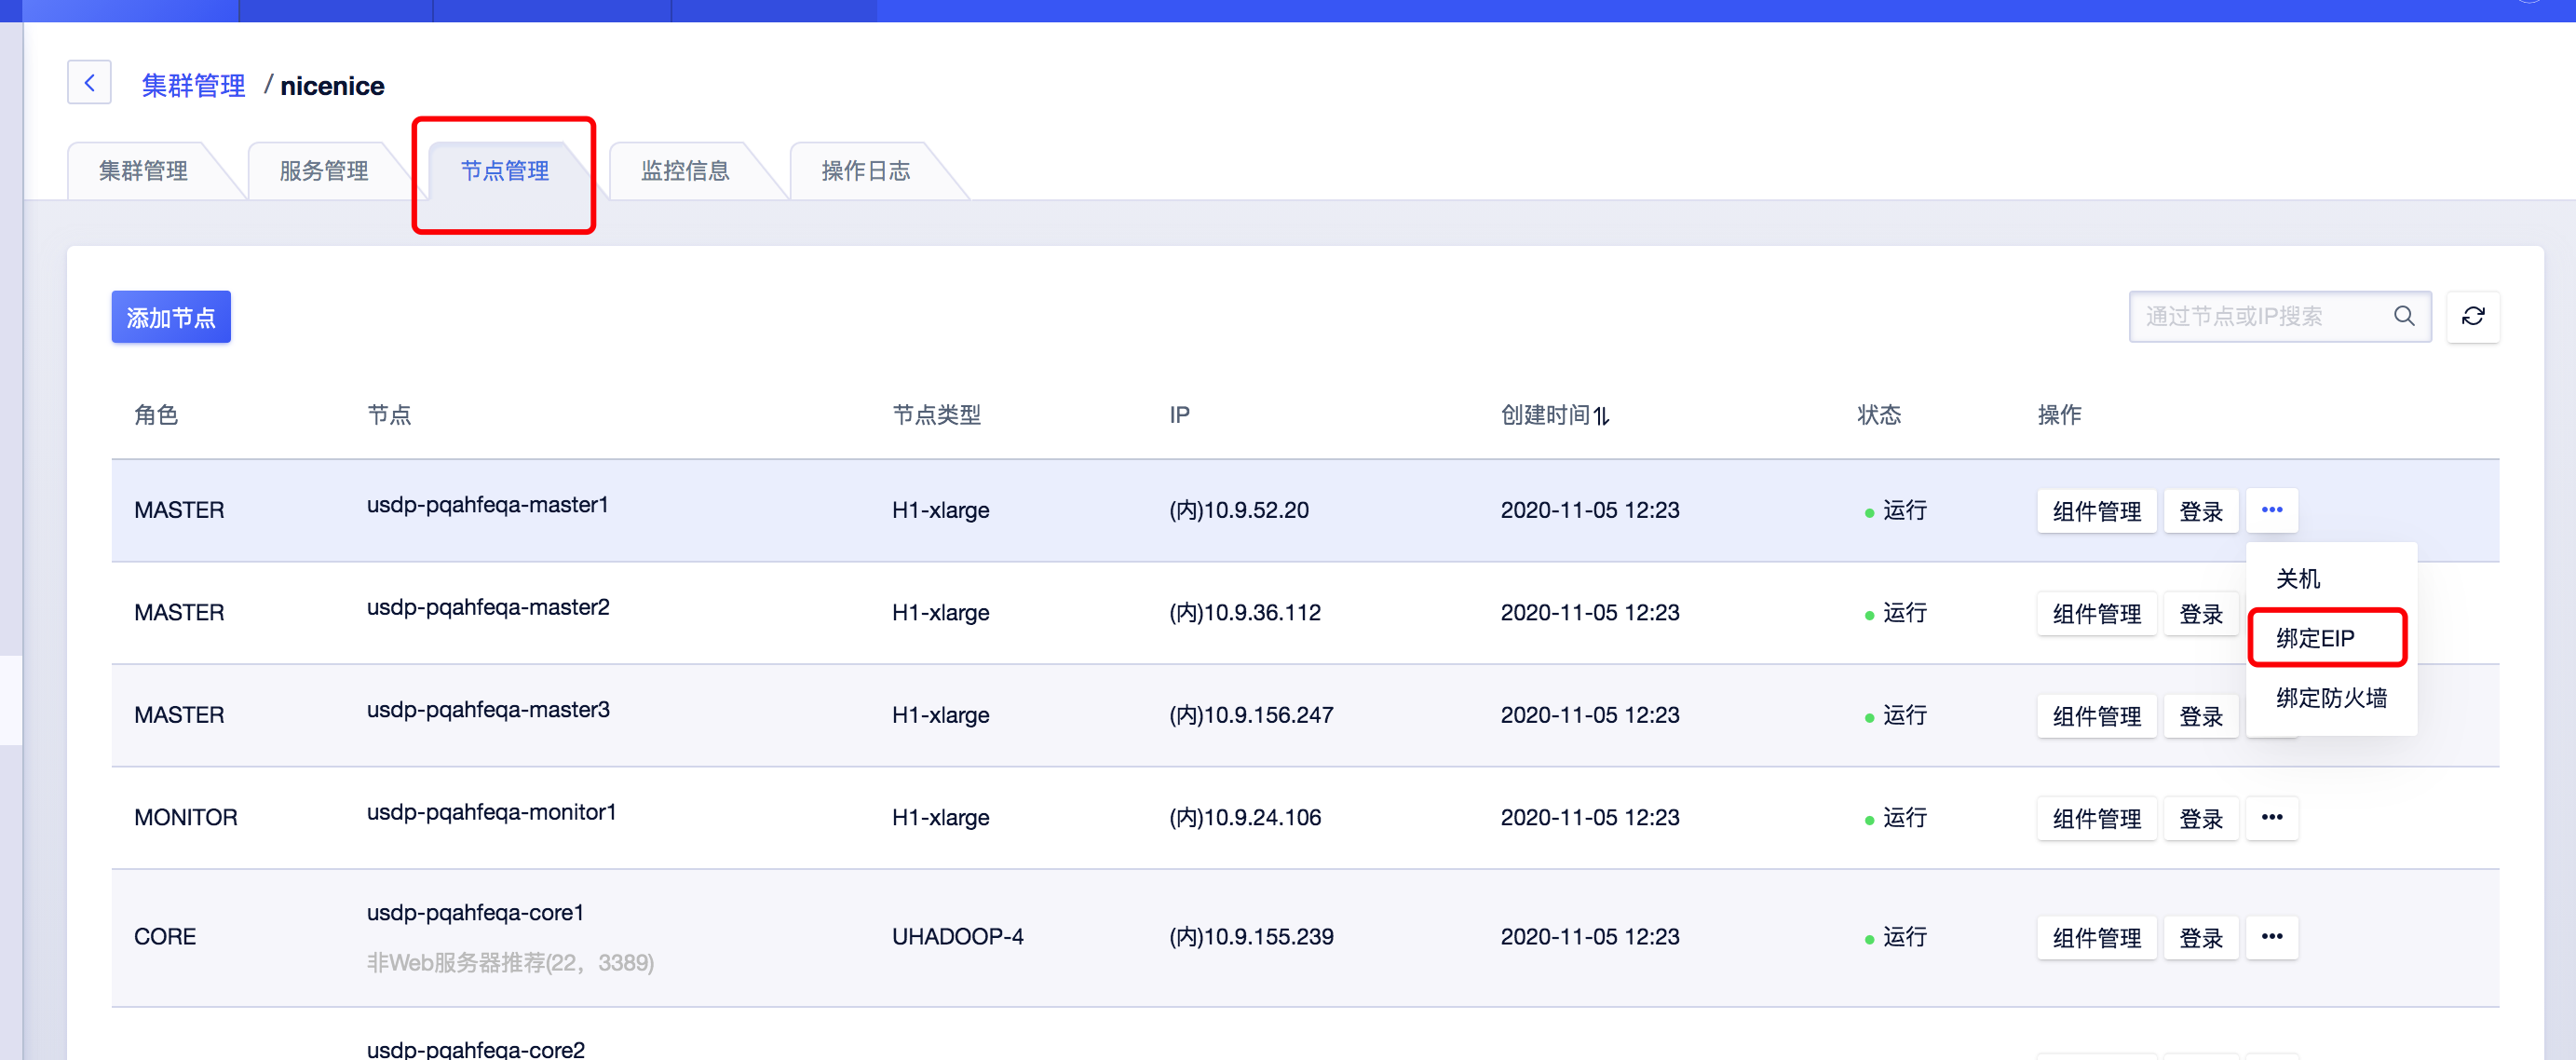 集群管理 / nicenice
集群管理 服务管理 节点管理 监控信息 操作日志
添加节点 通过节点或IP搜索
角色 节点 节点类型 IP 创建时间 状态 操作
MASTER usdp-pqahfeqa-master1 H1-xlarge (内)10.9.52.20 2020-11-05 12:23 运行 组件管理 登录 •••
关机
MASTER usdp-pqahfeqa-master2 H1-xlarge (内)10.9.36.112 2020-11-05 12:23 运行 组件管理 登录
绑定EIP
绑定防火墙
MASTER usdp-pqahfeqa-master3 H1-xlarge (内)10.9.156.247 2020-11-05 12:23 运行 组件管理 登录
MONITOR usdp-pqahfeqa-monitor1 H1-xlarge (内)10.9.24.106 2020-11-05 12:23 运行 组件管理 登录 •••
CORE usdp-pqahfeqa-core1 UHADOOP-4 (内)10.9.155.239 2020-11-05 12:23 运行 组件管理 登录 •••
非Web服务器推荐(22，3389)
usdp-pqahfeqa-core2